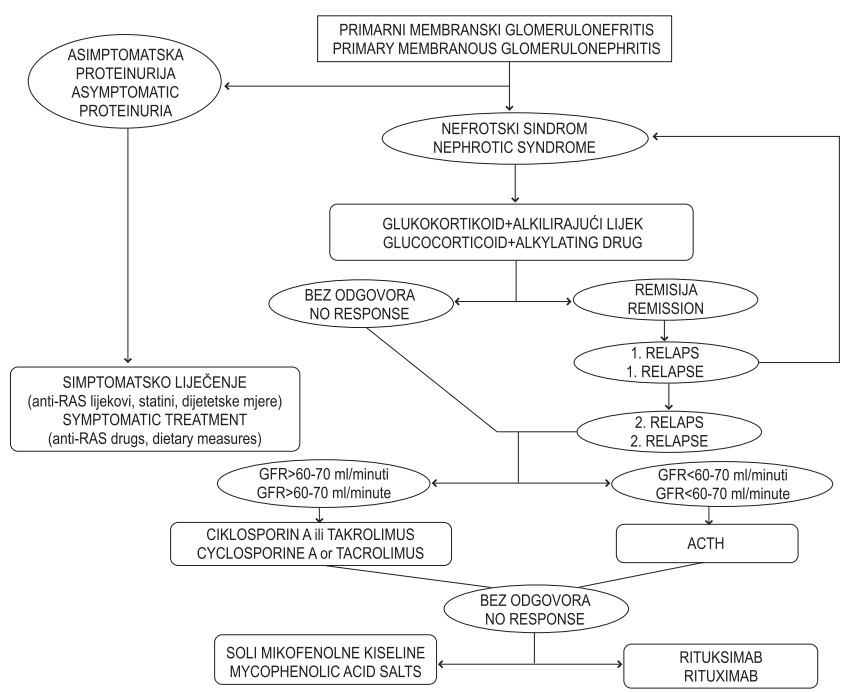 PRIMARNI MEMBRANSKI GLOMERULONEFRITIS
PRIMARY MEMBRANOUS GLOMERULONEPHRITIS
ASIMPTOMATSKA
PROTEINURIJA
ASYMPTOMATIC
PROTEINURIA
NEFROTSKI SINDROM
NEPHROTIC SYNDROME
GLUKOKORTIKOID+ALKILIRAJUĆI LIJEK
GLUCOCORTICOID+ALKYLATING DRUG
BEZ ODGOVORA
NO RESPONSE
REMISIJA
REMISSION
1. RELAPS
1. RELAPSE
SIMPTOMATSKO LIJEČENJE
(anti-RAS lijekovi, statini, dijetetske mjere)
SYMPTOMATIC TREATMENT
(anti-RAS drugs, dietary measures)
2. RELAPS
2. RELAPSE
GFR>60-70 ml/minuti
GFR>60-70 ml/minute
GFR<60-70 ml/minuti
GFR<60-70 ml/minute
CIKLOSPORIN A ili TAKROLIMUS
CYCLOSPORINE A or TACROLIMUS
ACTH
BEZ ODGOVORA
NO RESPONSE
SOLI MIKOFENOLNE KISELINE
MYCOPHENOLIC ACID SALTS
RITUKSIMAB
RITUXIMAB